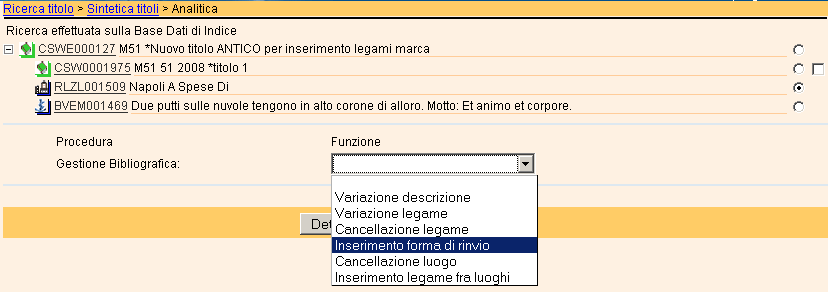 Ricerca titolo > Sintetica titoli > Analitica
Ricerca effettuata sulla Base Dati di Indice
CSWE000127 M51 *Nuovo titolo ANTICO per inserimento legami marca
CSW0001975 M51 51 2008 *titolo 1
RLZL001509 Napoli A Spese Di
BVEM001469 Due putti sulle nuvole tengono in alto corone di alloro. Motto: Et animo et corpore.
Procedura Funzione
Gestione Bibliografica:
Variazione descrizione
Variazione legame
Det Cancellazione legame
Inserimento forma di rinvio
Cancellazione luogo
Inserimento legame fra luoghi